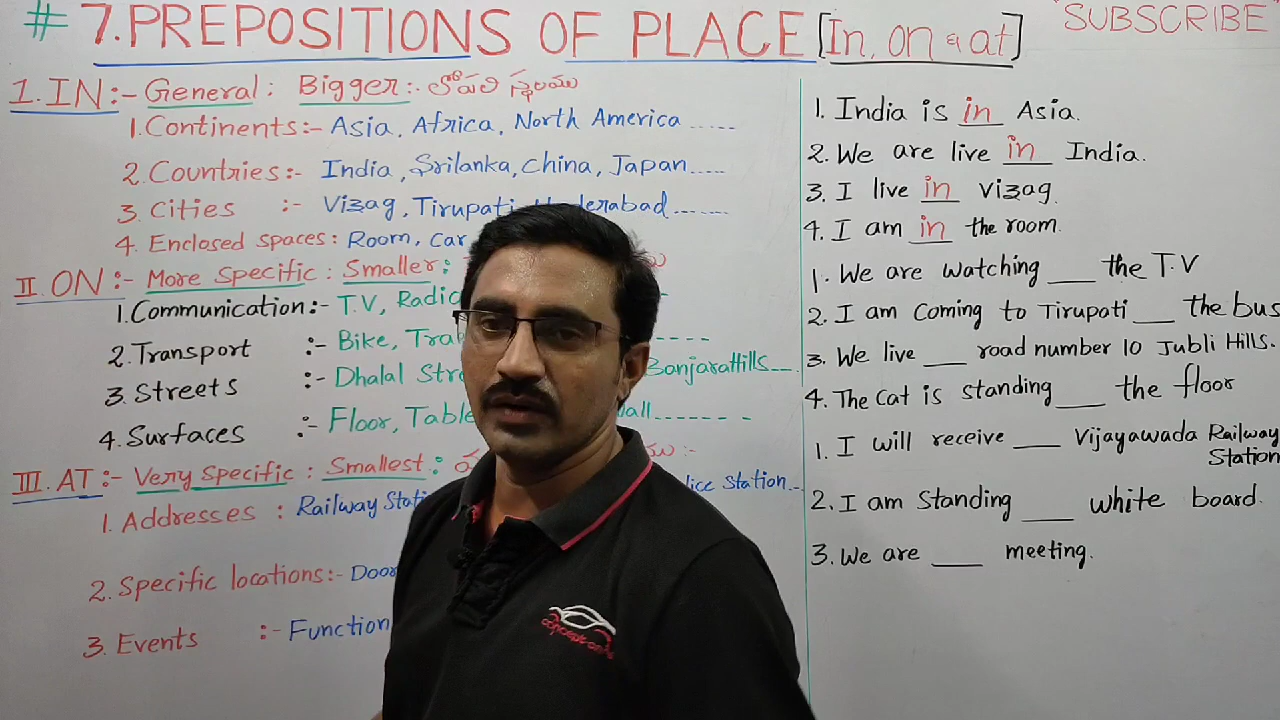 # 7. PREPOSITIONS OF PLACE [In, on & at]
SUBSCRIBE
1. IN :- General : Bigger :- లోపలి స్థలము
1. Continents :- Asia, Africa, North America .....
2. Countries :- India, Srilanka, China, Japan.....
3. Cities :- Vizag, Tirupati, Hyderabad.......
4. Enclosed spaces : Room, Car
II. ON :- More Specific : Smaller :
1. Communication :- T.V, Radio
2. Transport :- Bike,
3. Streets :- Dhalal BanjaraHills
4. Surfaces :- Floor, Table
III. AT :- Very Specific : Smallest :
1. Addresses : Railway Station..
2. Specific locations :- Door
3. Events :- Function
1. India is in Asia.
2. We are live in India.
3. I live in Vizag.
4. I am in the room.
1. We are watching ___ the T.V
2. I am Coming to Tirupati ___ the bus
3. We live ___ road number 10 Jubli Hills.
4. The Cat is standing ___ the floor
1. I will receive ___ Vijayawada Railway
Station
2. I am Standing ___ white board.
3. We are ___ meeting.